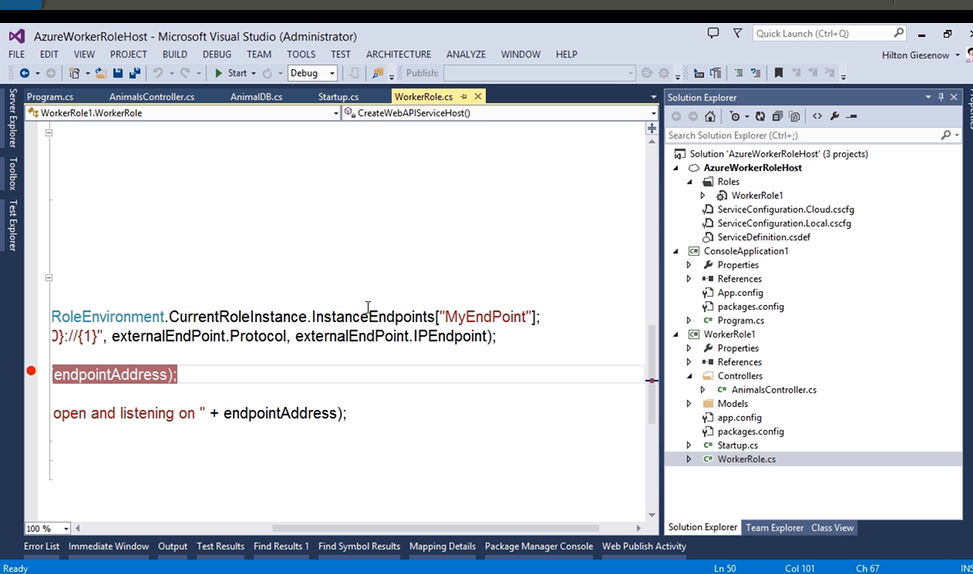 AzureWorkerRoleHost - Microsoft Visual Studio (Administrator)
Quick Launch (Ctrl+Q)
FILE EDIT VIEW PROJECT BUILD DEBUG TEAM TOOLS TEST ARCHITECTURE ANALYZE WINDOW HELP
Hilton Giesenow
Start Debug Publish:
Server Explorer
Toolbox
Test Explorer
Program.cs AnimalsController.cs AnimalDB.cs Startup.cs WorkerRole.cs
WorkerRole1.WorkerRole CreateWebAPIServiceHost()
RoleEnvironment.CurrentRoleInstance.InstanceEndpoints["MyEndPoint"];
0}://{1}", externalEndPoint.Protocol, externalEndPoint.IPEndpoint);
endpointAddress);
open and listening on " + endpointAddress);
100 %
Solution Explorer
Search Solution Explorer (Ctrl+;)
Solution 'AzureWorkerRoleHost' (3 projects)
AzureWorkerRoleHost
Roles
WorkerRole1
ServiceConfiguration.Cloud.cscfg
ServiceConfiguration.Local.cscfg
ServiceDefinition.csdef
ConsoleApplication1
Properties
References
App.config
packages.config
Program.cs
WorkerRole1
Properties
References
Controllers
AnimalsController.cs
Models
app.config
packages.config
Startup.cs
WorkerRole.cs
Solution Explorer Team Explorer Class View
Error List Immediate Window Output Test Results Find Results 1 Find Symbol Results Mapping Details Package Manager Console Web Publish Activity
Ready Ln 50 Col 101 Ch 67